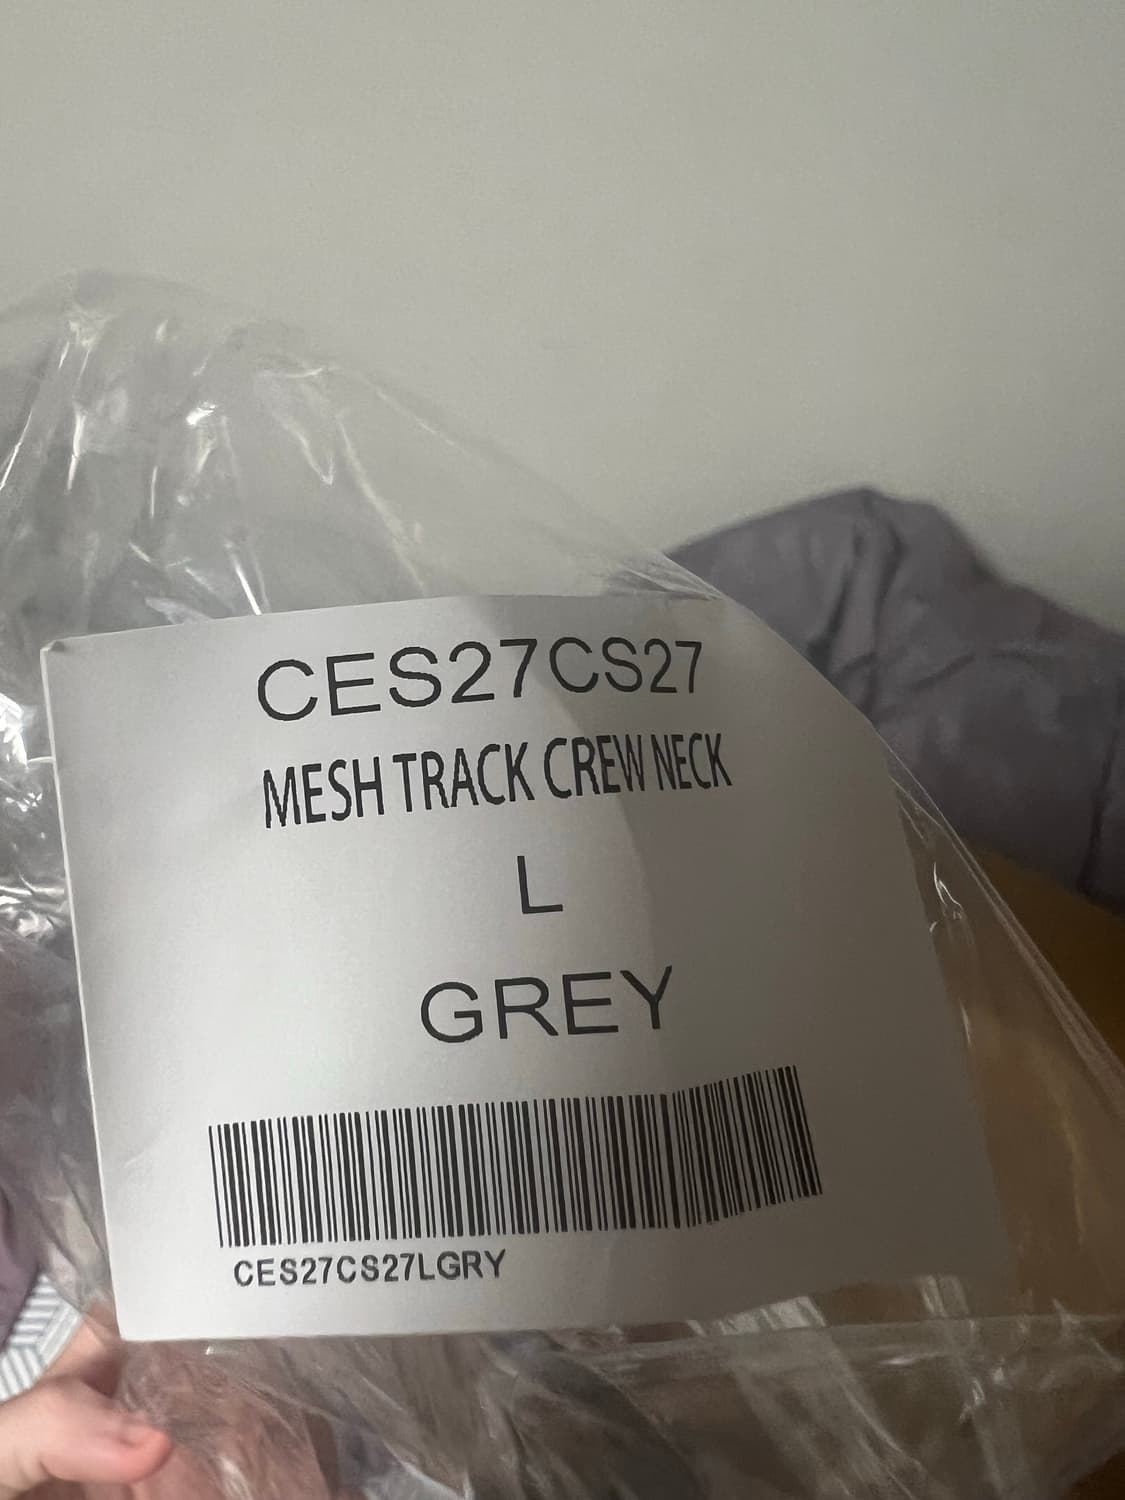 CES27CS27
MESH TRACK CREW NECK
L
GREY
CES27CS27LGRY